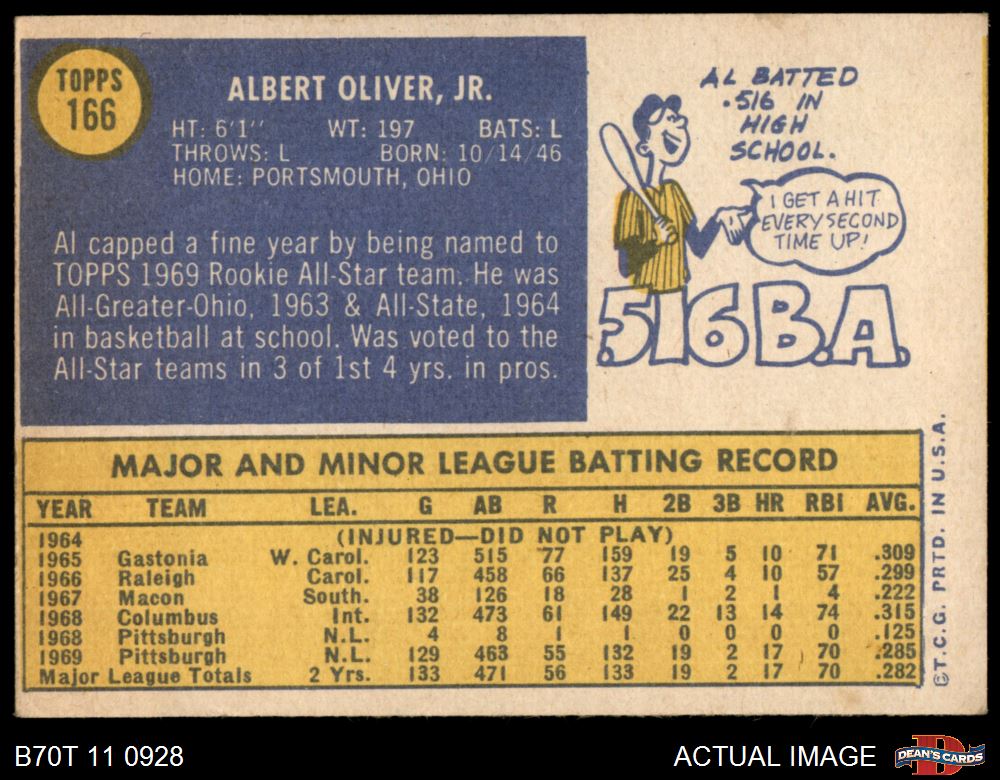 TOPPS
166
ALBERT OLIVER, JR.
HT: 6'1'' WT: 197 BATS: L
THROWS: L BORN: 10/14/46
HOME: PORTSMOUTH, OHIO
Al capped a fine year by being named to
TOPPS 1969 Rookie All-Star team. He was
All-Greater-Ohio, 1963 & All-State, 1964
in basketball at school. Was voted to the
All-Star teams in 3 of 1st 4 yrs. in pros.
AL BATTED
.516 IN
HIGH
SCHOOL.
I GET A HIT
EVERY SECOND
TIME UP!
.516 B.A.
MAJOR AND MINOR LEAGUE BATTING RECORD
YEAR TEAM LEA. G AB R H 2B 3B HR RBI AVG.
1964 (INJURED—DID NOT PLAY)
1965 Gastonia W. Carol. 123 515 77 159 19 5 10 71 .309
1966 Raleigh Carol. 117 458 66 137 25 4 10 57 .299
1967 Macon South. 38 126 18 28 1 2 1 4 .222
1968 Columbus Int. 132 473 61 149 22 13 14 74 .315
1968 Pittsburgh N.L. 4 8 1 1 0 0 0 0 .125
1969 Pittsburgh N.L. 129 463 55 132 19 2 17 70 .285
Major League Totals 2 Yrs. 133 471 56 133 19 2 17 70 .282
©T.C.G. PRTD. IN U.S.A.
B70T 11 0928
ACTUAL IMAGE
DEAN'S CARDS